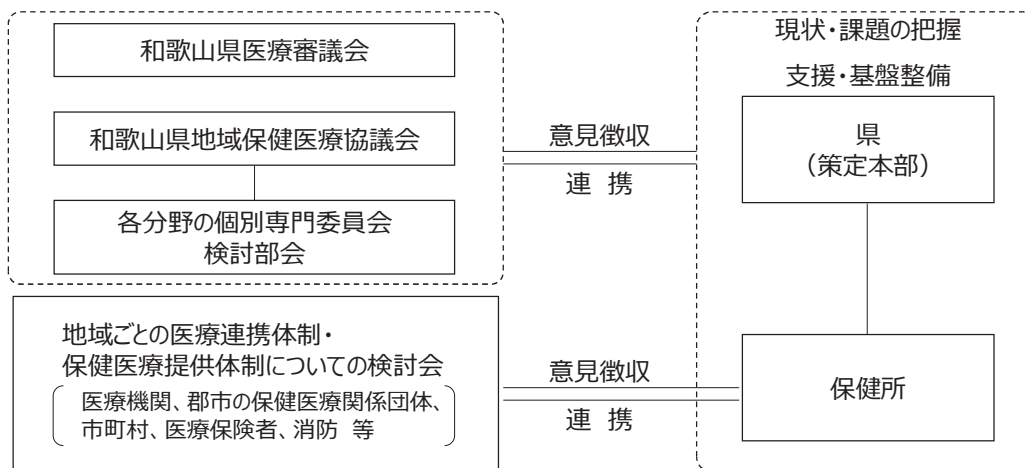 和歌山県医療審議会
和歌山県地域保健医療協議会
各分野の個別専門委員会
検討部会
地域ごとの医療連携体制・
保健医療提供体制についての検討会
医療機関、郡市の保健医療関係団体、
市町村、医療保険者、消防 等
意見徴収
連 携
意見徴収
連 携
現状・課題の把握
支援・基盤整備
県
（策定本部）
保健所